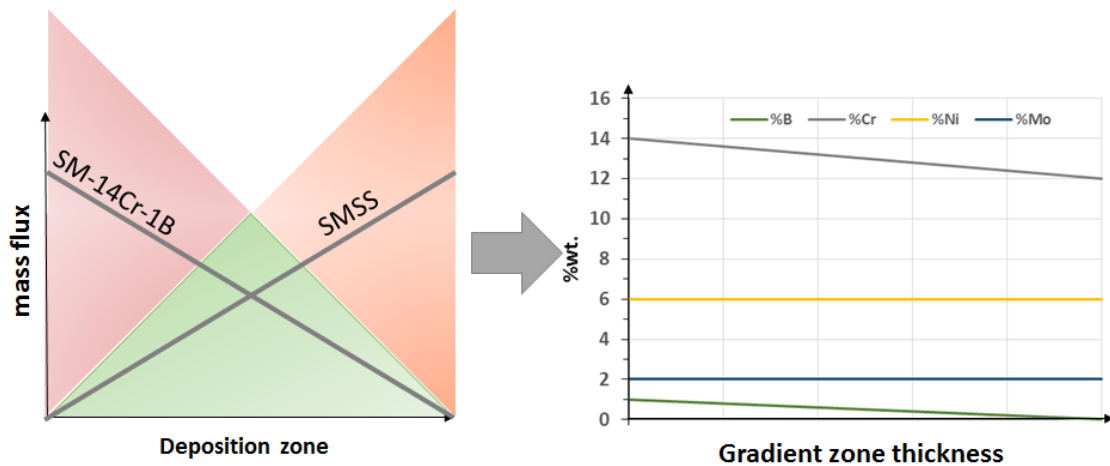 mass flux
SM-14Cr-1B
SMSS
Deposition zone
%wt.
16
14
12
10
8
6
4
2
0
%B %Cr %Ni %Mo
Gradient zone thickness